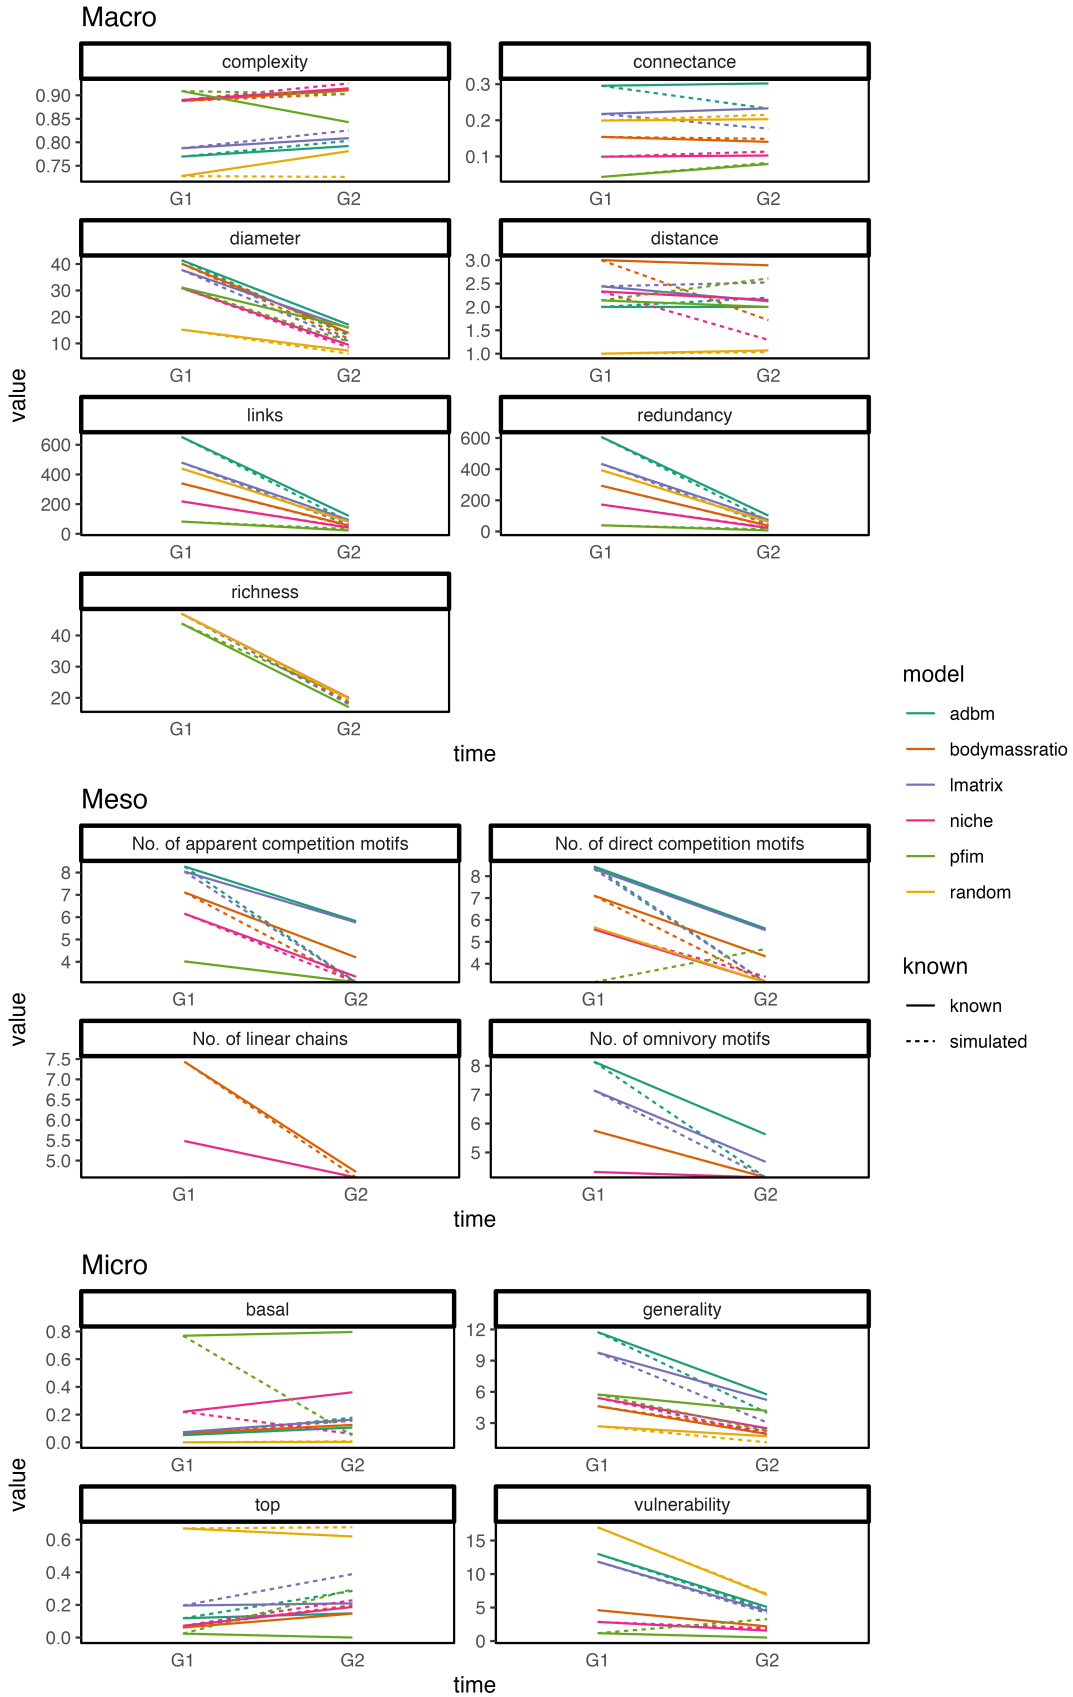 Macro
complexity
connectance
0.90
0.85
0.80
0.75
G1
G2
0.3
0.2
0.1
G1
G2
diameter
distance
40
30
20
10
G1
G2
3.0
2.5
2.0
1.5
1.0
G1
G2
links
redundancy
600
400
200
0
G1
G2
600
400
200
0
G1
G2
richness
40
30
20
G1
G2
value
time
Meso
No. of apparent competition motifs
No. of direct competition motifs
8
7
6
5
4
G1
G2
8
7
6
5
4
G1
G2
No. of linear chains
No. of omnivory motifs
7.5
7.0
6.5
6.0
5.5
5.0
G1
G2
8
7
6
5
G1
G2
value
time
Micro
basal
generality
0.8
0.6
0.4
0.2
0.0
G1
G2
12
9
6
3
G1
G2
top
vulnerability
0.6
0.4
0.2
0.0
G1
G2
15
10
5
0
G1
G2
value
time
model
adbm
bodymassratio
lmatrix
niche
pfim
random
known
known
simulated